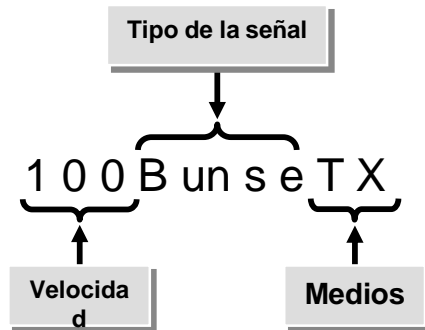 Tipo de la señal
1 0 0 B un s e T X
Velocida
d
Medios